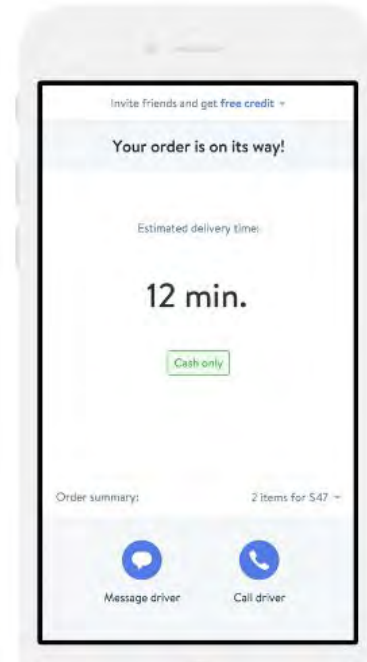 Invite friends and get free credit
Your order is on its way!
Estimated delivery time:
12 min.
Cash only
Order summary: 2 items for $47
Message driver Call driver